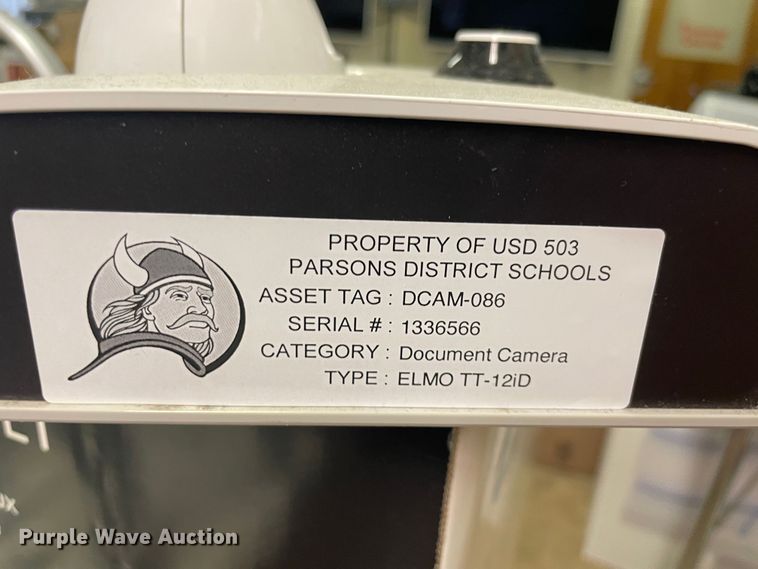 PROPERTY OF USD 503
PARSONS DISTRICT SCHOOLS
ASSET TAG : DCAM-086
SERIAL # : 1336566
CATEGORY : Document Camera
TYPE : ELMO TT-12iD
Purple Wave Auction